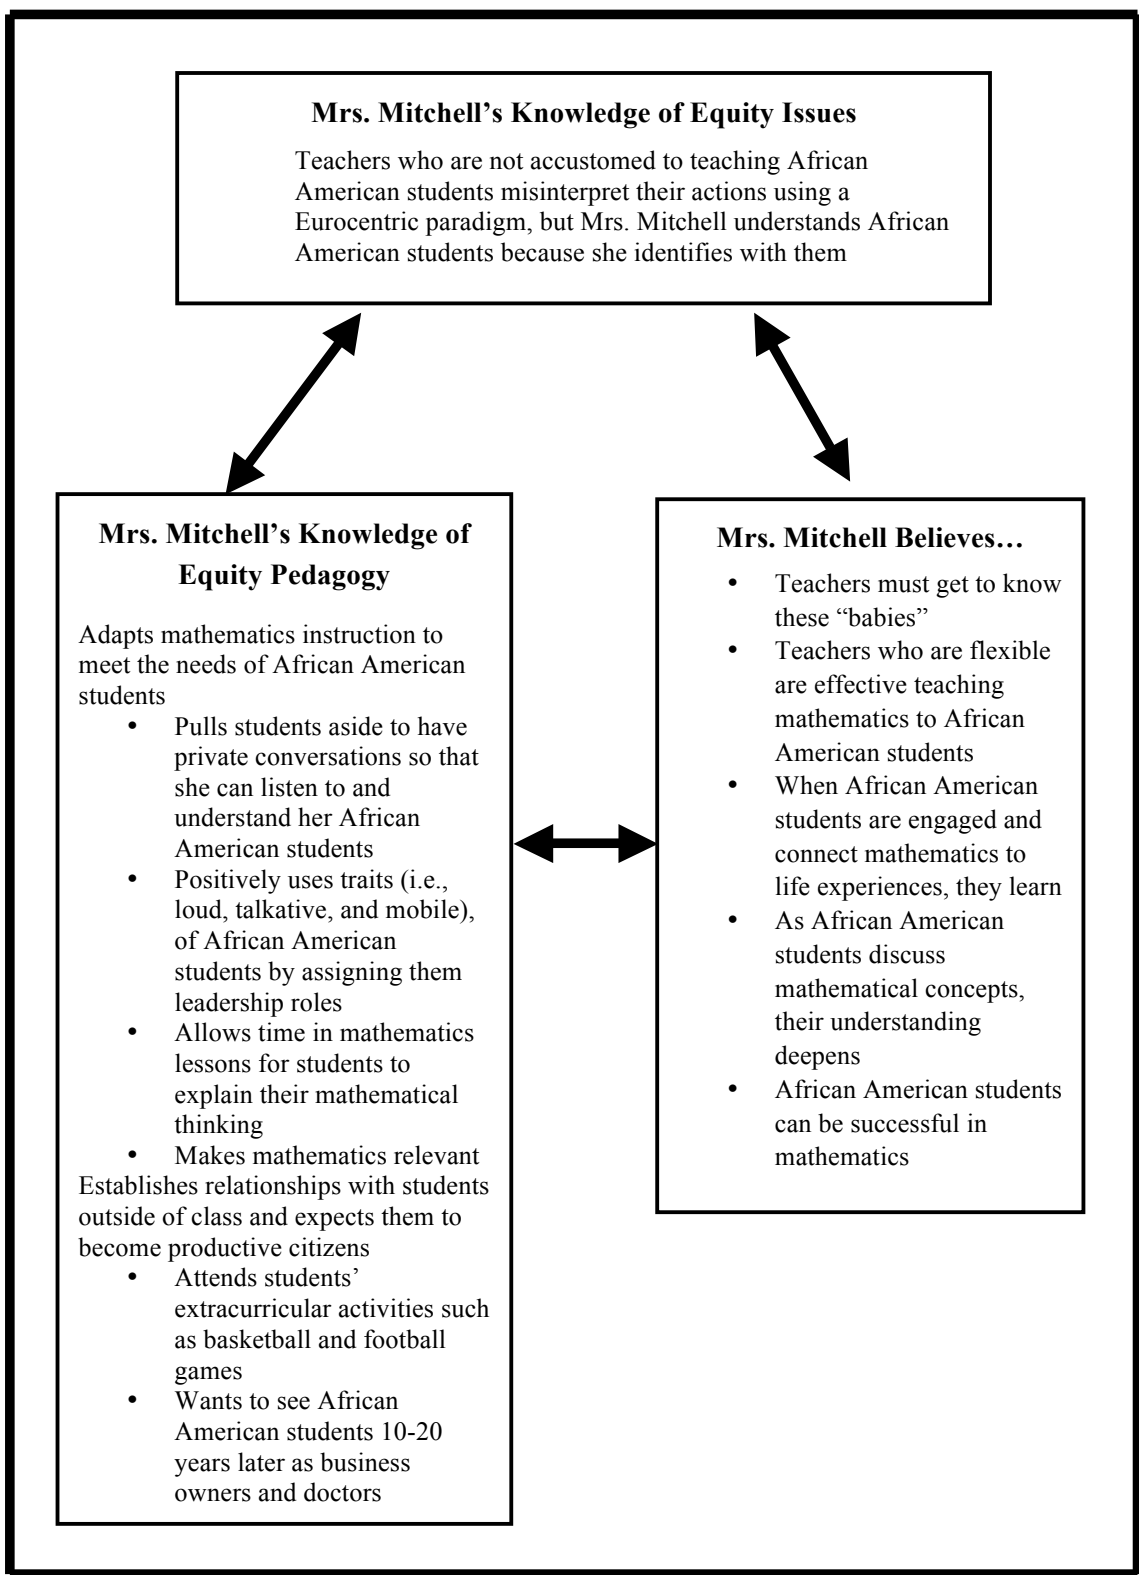 Mrs. Mitchell’s Knowledge of Equity Issues
Teachers who are not accustomed to teaching African
American students misinterpret their actions using a
Eurocentric paradigm, but Mrs. Mitchell understands African
American students because she identifies with them
Mrs. Mitchell’s Knowledge of
Equity Pedagogy
Adapts mathematics instruction to
meet the needs of African American
students
• Pulls students aside to have
private conversations so that
she can listen to and
understand her African
American students
• Positively uses traits (i.e.,
loud, talkative, and mobile),
of African American
students by assigning them
leadership roles
• Allows time in mathematics
lessons for students to
explain their mathematical
thinking
• Makes mathematics relevant
Establishes relationships with students
outside of class and expects them to
become productive citizens
• Attends students’
extracurricular activities such
as basketball and football
games
• Wants to see African
American students 10-20
years later as business
owners and doctors
Mrs. Mitchell Believes…
• Teachers must get to know
these “babies”
• Teachers who are flexible
are effective teaching
mathematics to African
American students
• When African American
students are engaged and
connect mathematics to
life experiences, they learn
• As African American
students discuss
mathematical concepts,
their understanding
deepens
• African American students
can be successful in
mathematics